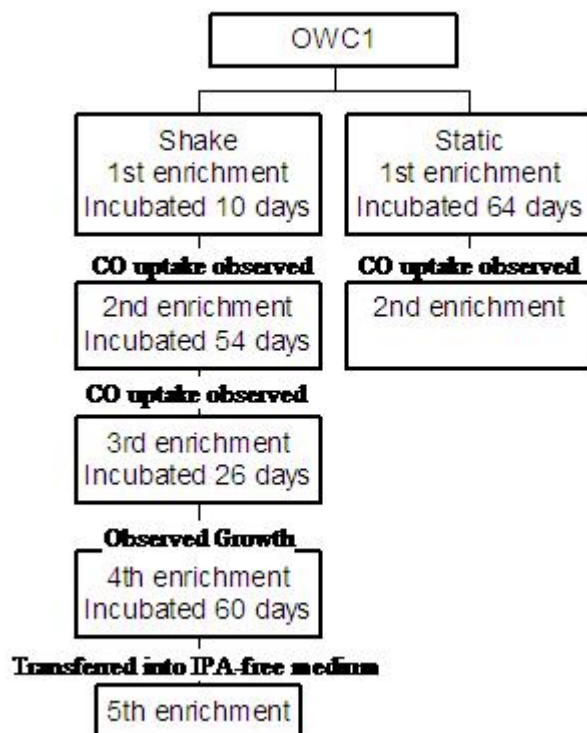 OWC1
Shake
1st enrichment
Incubated 10 days
Static
1st enrichment
Incubated 64 days
CO uptake observed
CO uptake observed
2nd enrichment
Incubated 54 days
2nd enrichment
CO uptake observed
3rd enrichment
Incubated 26 days
Observed Growth
4th enrichment
Incubated 60 days
Transferred into IPA-free medium
5th enrichment